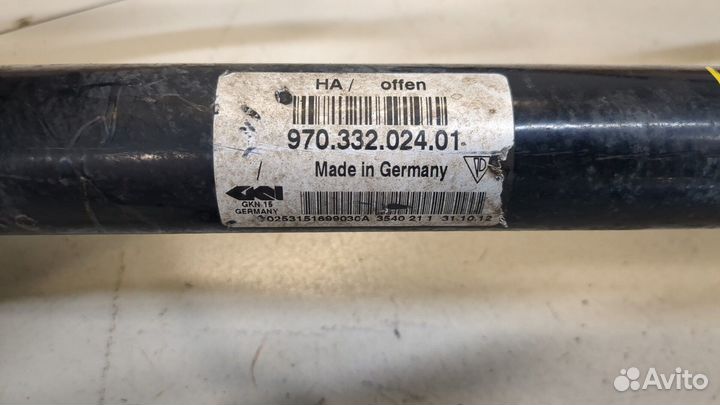 HA / offen
970.332.024.01
/ Made in Germany
GKN
GKN 15
GERMANY
0253151699030A 3540 21 1 31.10.12
Avito